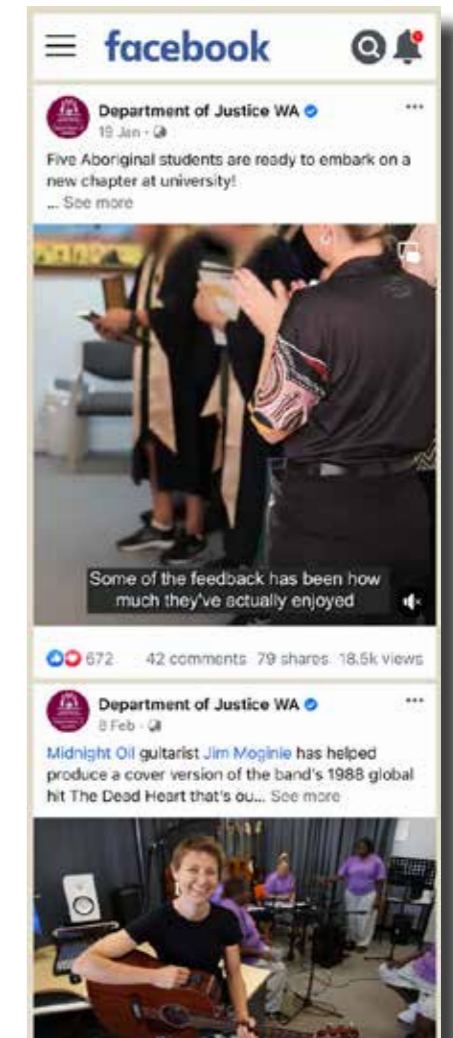 facebook
Department of Justice WA
19 Jan ·
Five Aboriginal students are ready to embark on a
new chapter at university!
... See more
Some of the feedback has been how
much they've actually enjoyed
672 42 comments 79 shares 18.5k views
Department of Justice WA
8 Feb ·
Midnight Oil guitarist Jim Moginie has helped
produce a cover version of the band's 1988 global
hit The Dead Heart that's ou... See more